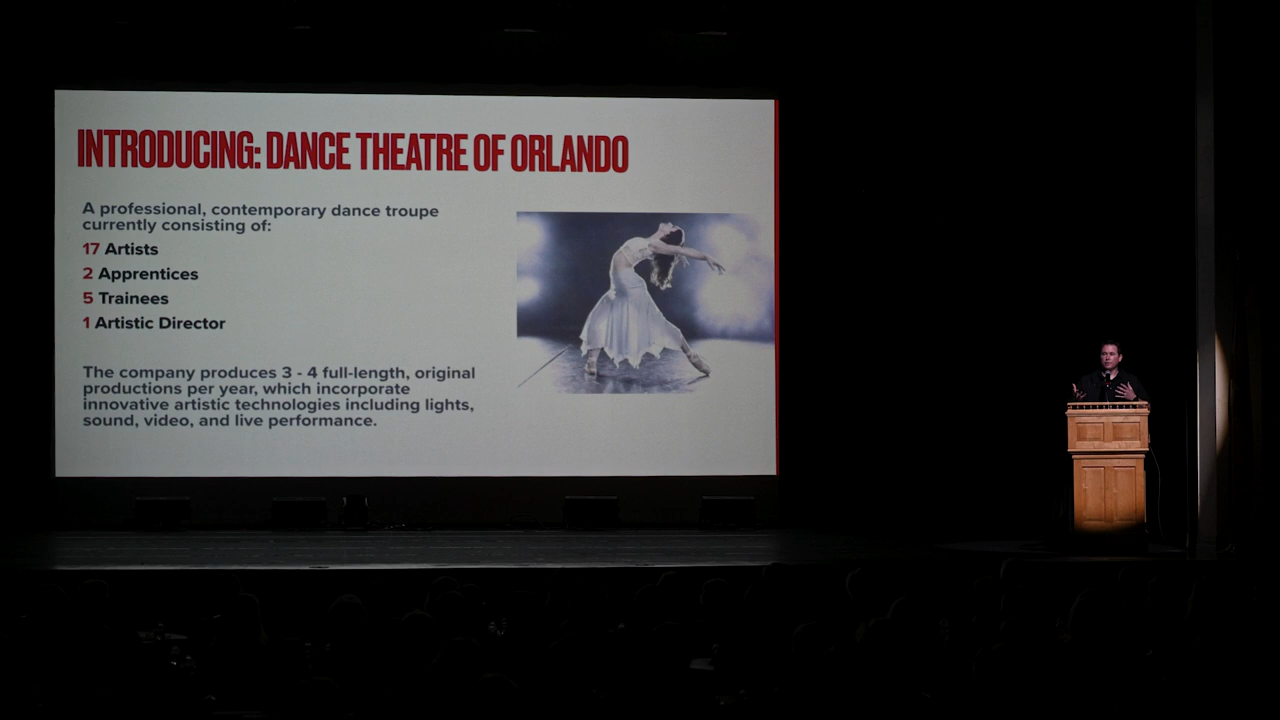 INTRODUCING: DANCE THEATRE OF ORLANDO
A professional, contemporary dance troupe
currently consisting of:
17 Artists
2 Apprentices
5 Trainees
1 Artistic Director
The company produces 3 - 4 full-length, original
productions per year, which incorporate
innovative artistic technologies including lights,
sound, video, and live performance.